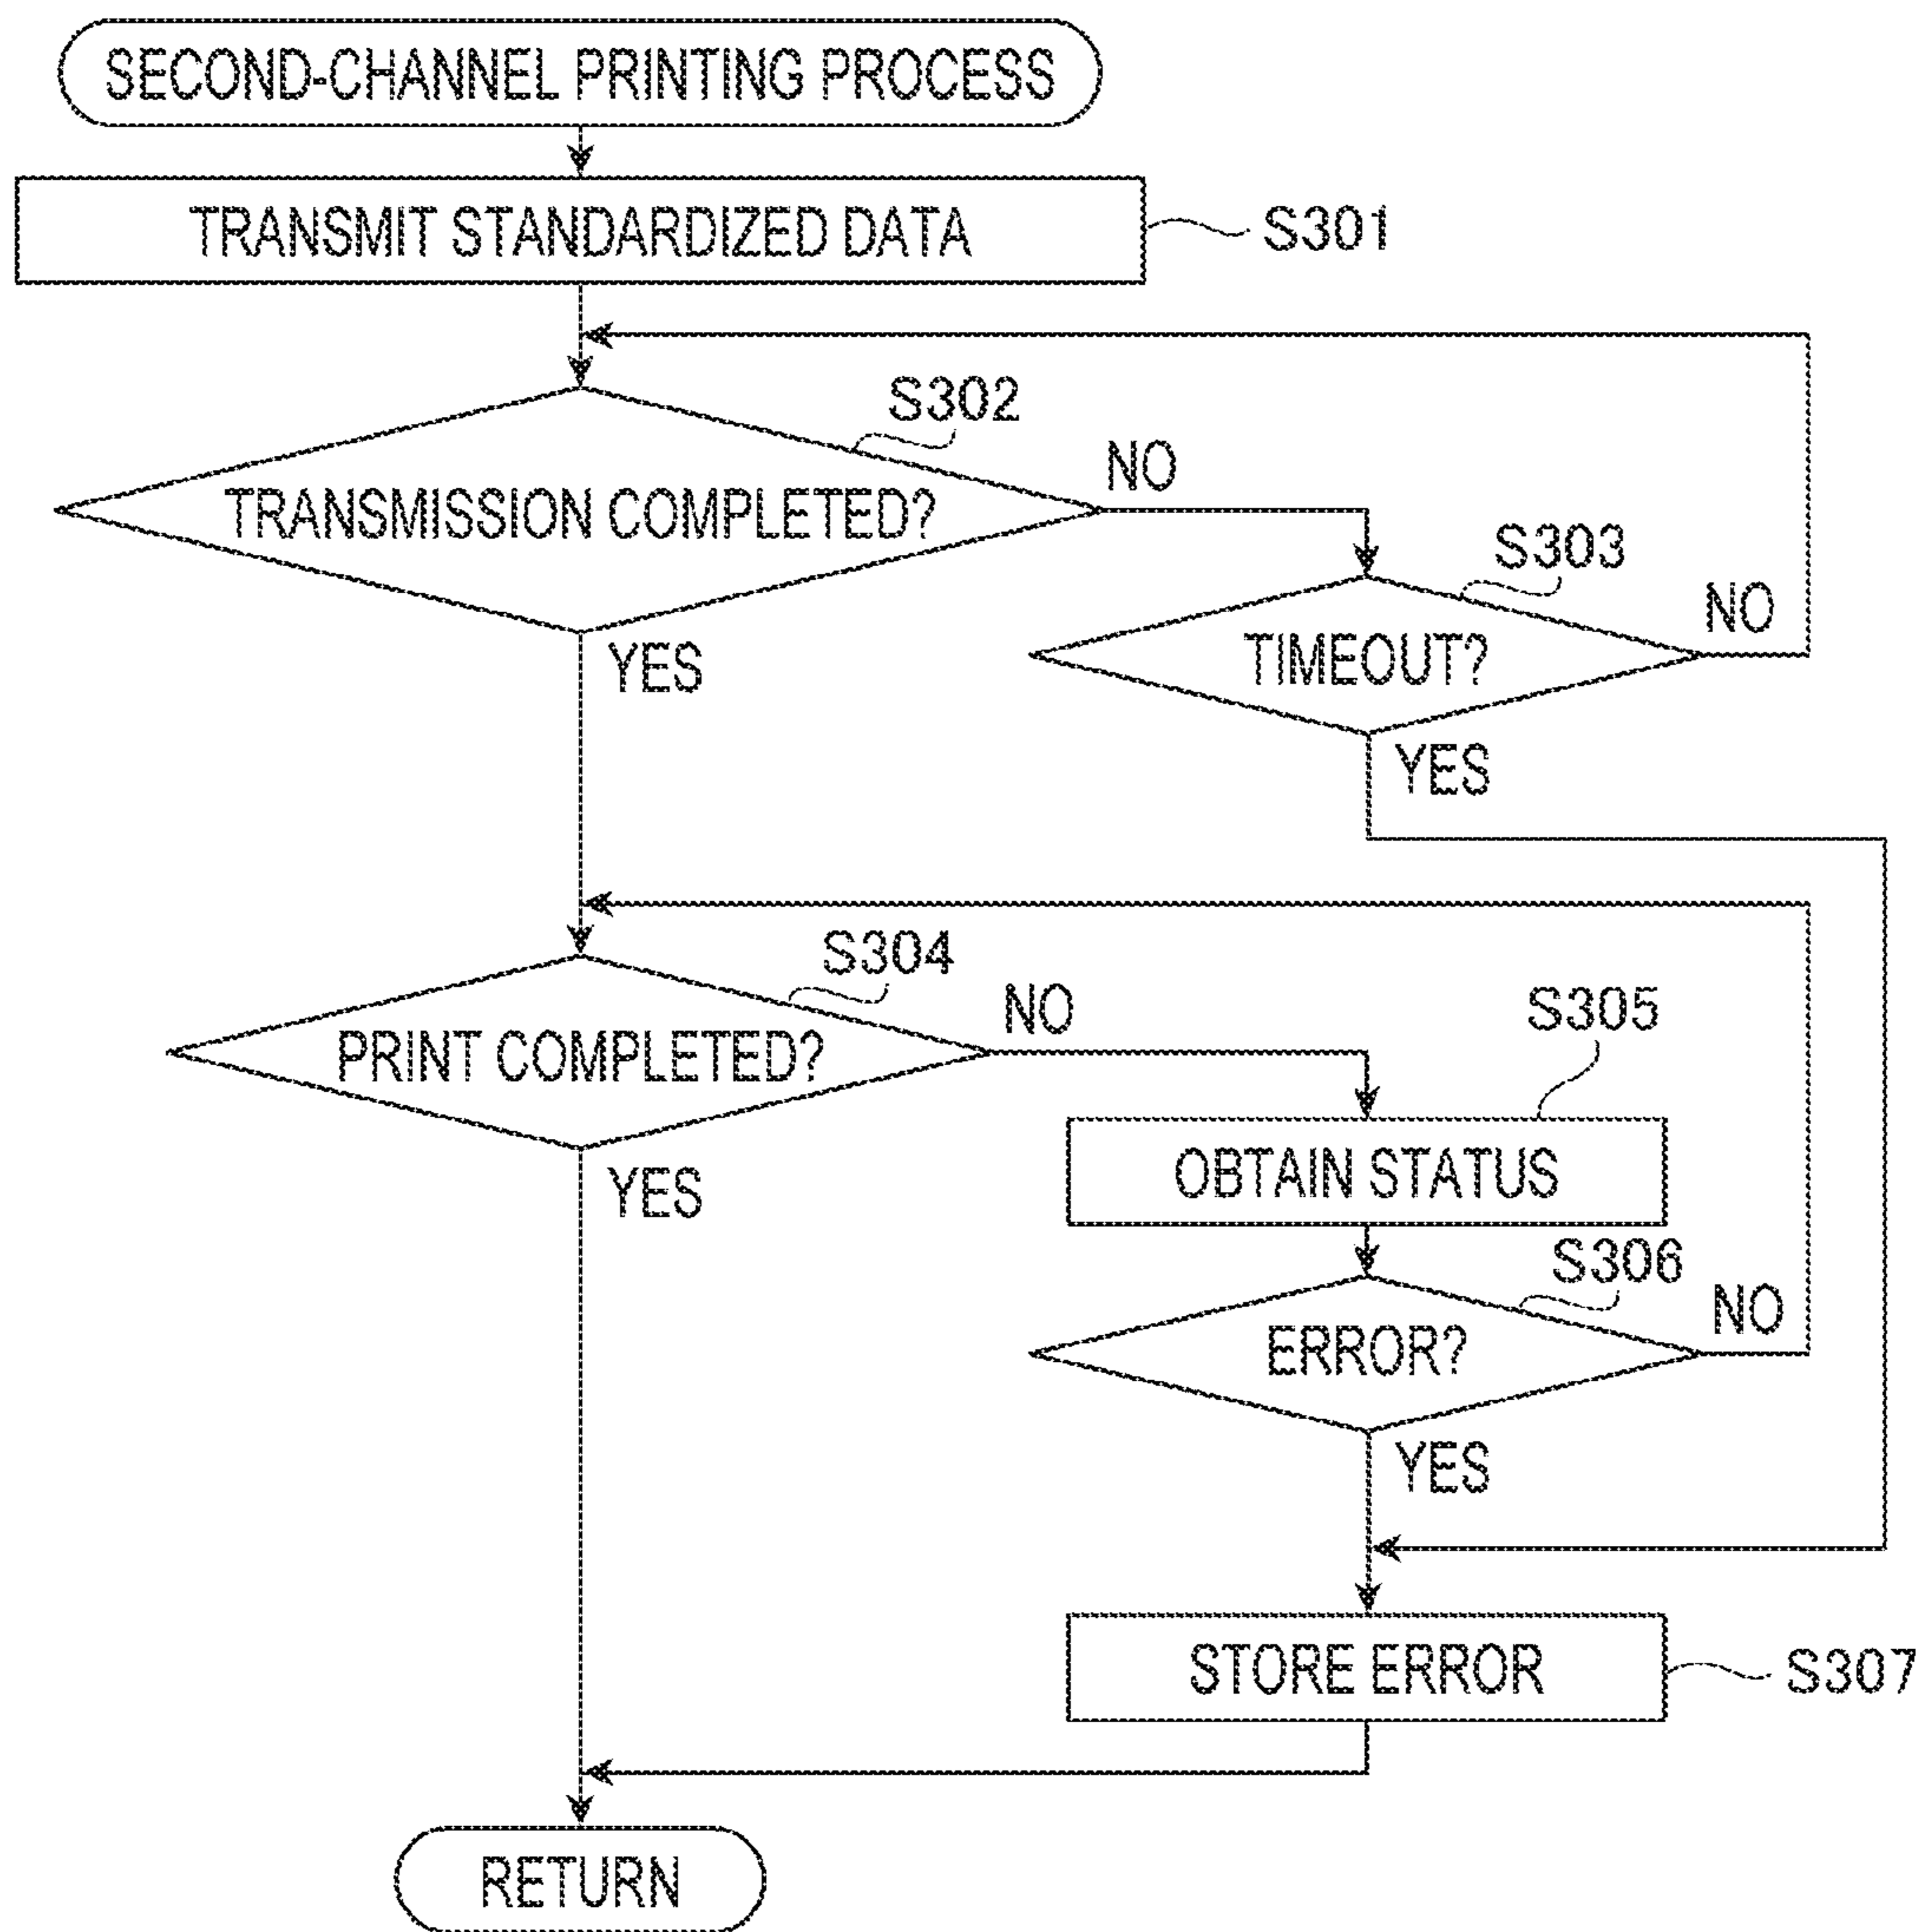 SECOND-CHANNEL PRINTING PROCESS
TRANSMIT STANDARDIZED DATA
S301
S302
TRANSMISSION COMPLETED?
NO
YES
S303
TIMEOUT?
NO
YES
S304
PRINT COMPLETED?
NO
YES
S305
OBTAIN STATUS
S306
ERROR?
NO
YES
STORE ERROR
S307
RETURN